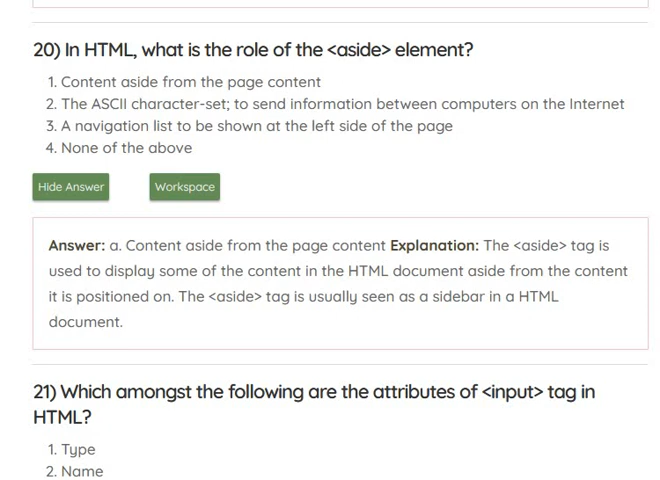 20) In HTML, what is the role of the <aside> element?
1. Content aside from the page content
2. The ASCII character-set; to send information between computers on the Internet
3. A navigation list to be shown at the left side of the page
4. None of the above
Hide Answer
Workspace
Answer: a. Content aside from the page content Explanation: The <aside> tag is
used to display some of the content in the HTML document aside from the content
it is positioned on. The <aside> tag is usually seen as a sidebar in a HTML
document.
21) Which amongst the following are the attributes of <input> tag in
HTML?
1. Type
2. Name